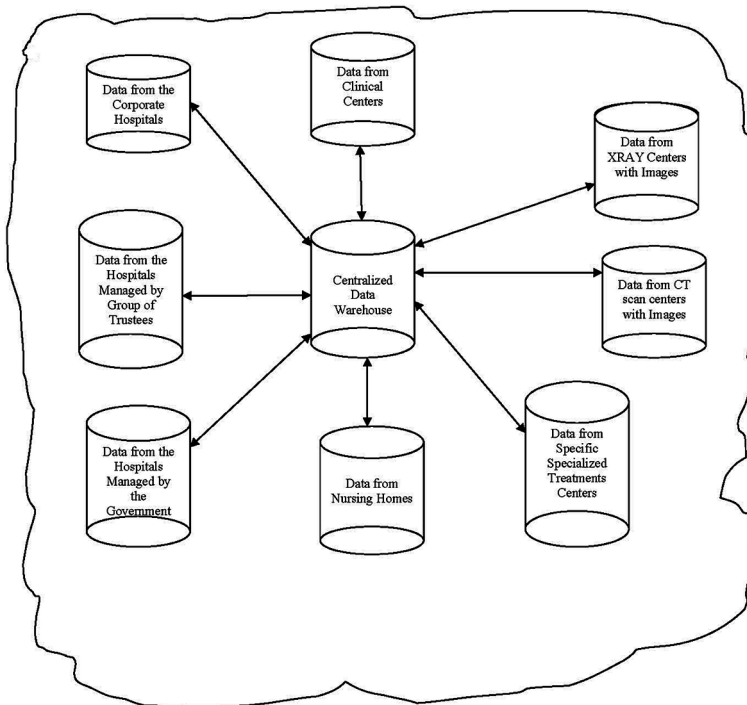 Data from the
Corporate
Hospitals
Data from
Clinical
Centers
Data from
XRAY Centers
with Images
Data from the
Hospitals
Managed by
Group of
Trustees
Centralized
Data
Warehouse
Data from CT
scan centers
with Images
Data from the
Hospitals
Managed by
the
Government
Data from
Nursing Homes
Data from
Specific
Specialized
Treatments
Centers